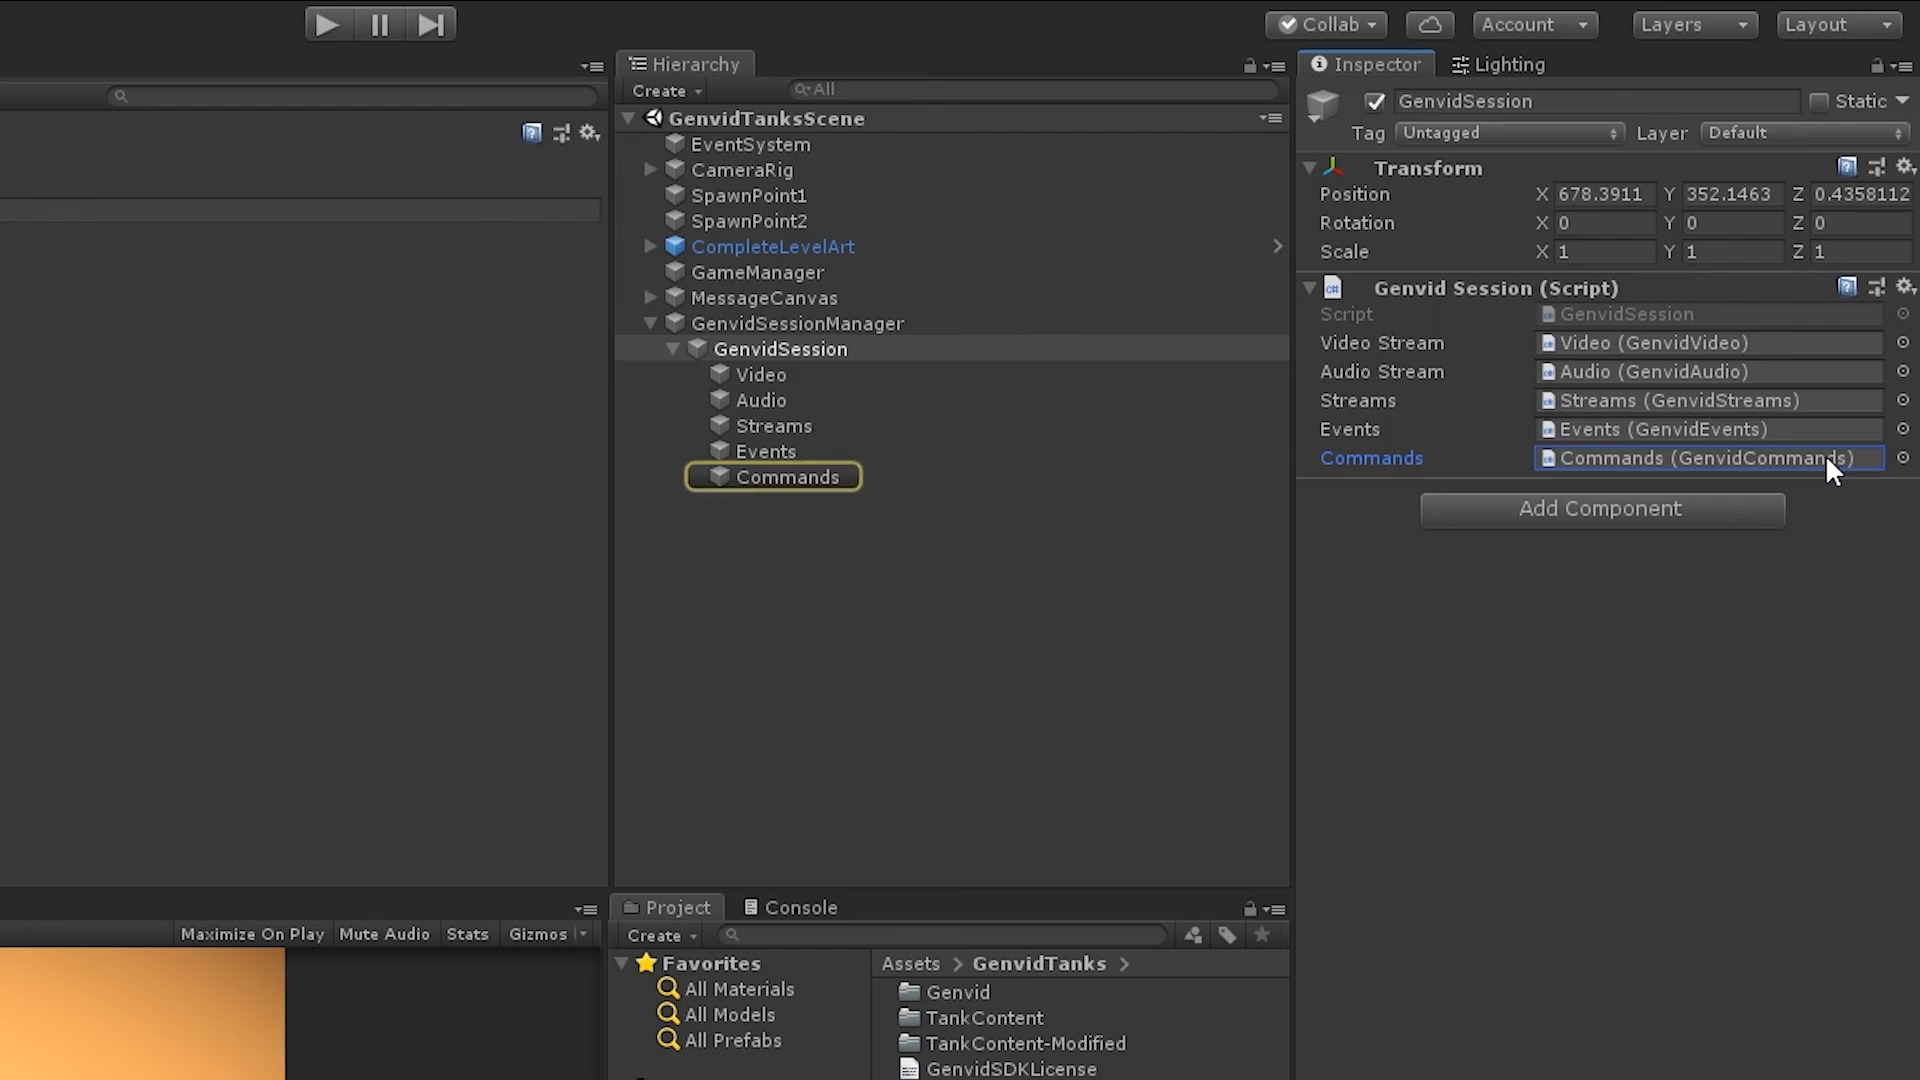 Collab
Account
Layers
Layout
Hierarchy
Create
All
GenvidTanksScene
EventSystem
CameraRig
SpawnPoint1
SpawnPoint2
CompleteLevelArt
GameManager
MessageCanvas
GenvidSessionManager
GenvidSession
Video
Audio
Streams
Events
Commands
Inspector
Lighting
GenvidSession
Static
Tag Untagged Layer Default
Transform
Position X 678.3911 Y 352.1463 Z 0.4358112
Rotation X 0 Y 0 Z 0
Scale X 1 Y 1 Z 1
Genvid Session (Script)
Script GenvidSession
Video Stream Video (GenvidVideo)
Audio Stream Audio (GenvidAudio)
Streams Streams (GenvidStreams)
Events Events (GenvidEvents)
Commands Commands (GenvidCommands)
Add Component
Maximize On Play Mute Audio Stats Gizmos
Project
Console
Create
Favorites
All Materials
All Models
All Prefabs
Assets > GenvidTanks >
Genvid
TankContent
TankContent-Modified
GenvidSDKLicense